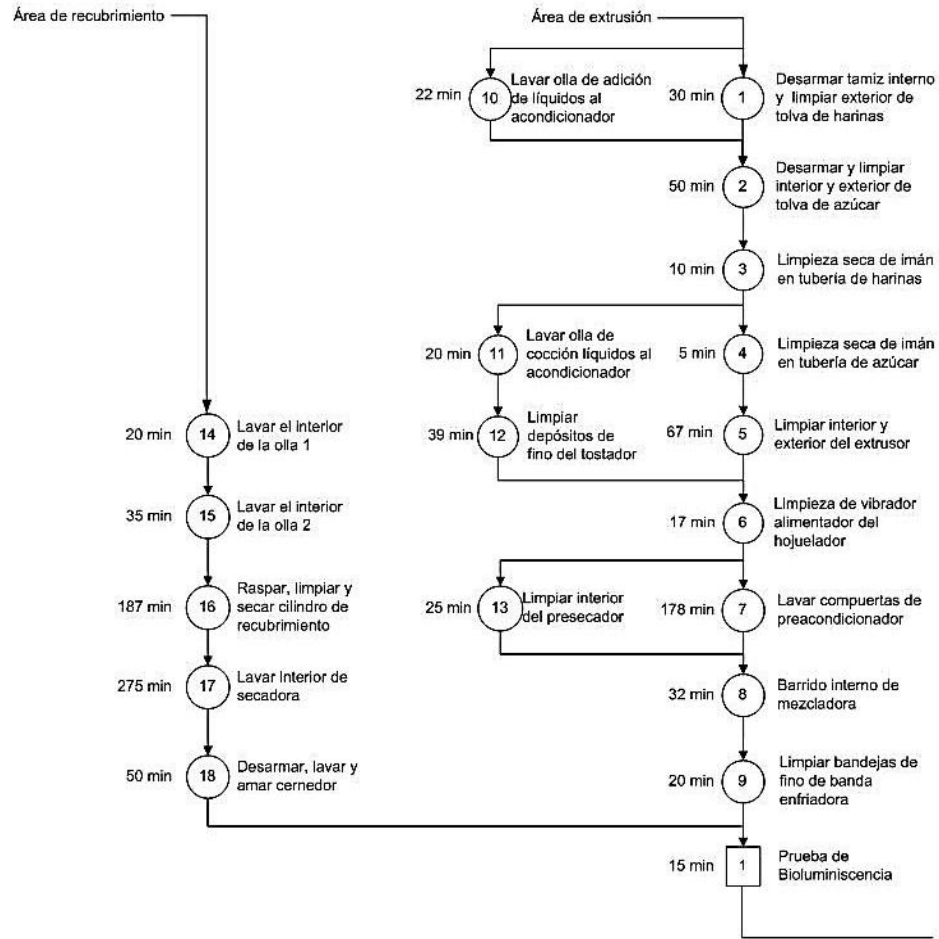 Área de recubrimiento
Área de extrusión
22 min
10
Lavar olla de adición
de líquidos al
acondicionador
30 min
1
Desarmar tamiz interno
y limpiar exterior de
tolva de harinas
50 min
2
Desarmar y limpiar
interior y exterior de
tolva de azúcar
10 min
3
Limpieza seca de imán
en tubería de harinas
20 min
11
Lavar olla de
cocción líquidos al
acondicionador
5 min
4
Limpieza seca de imán
en tubería de azúcar
20 min
14
Lavar el interior
de la olla 1
39 min
12
Limpiar
depósitos de
fino del tostador
67 min
5
Limpiar interior y
exterior del extrusor
35 min
15
Lavar el interior
de la olla 2
17 min
6
LImpieza de vibrador
alimentador del
hojuelador
187 min
16
Raspar, limpiar y
secar cilindro de
recubrimiento
25 min
13
Limpiar interior
del presecador
178 min
7
Lavar compuertas de
preacondicionador
275 min
17
Lavar Interior de
secadora
32 min
8
Barrido interno de
mezcladora
50 min
18
Desarmar, lavar y
amar cernedor
20 min
9
Limpiar bandejas de
fino de banda
enfriadora
15 min
1
Prueba de
Bioluminiscencia